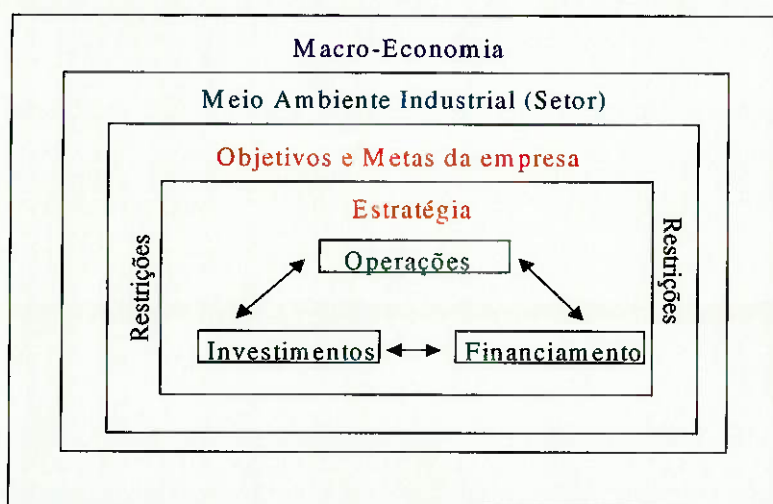 Macro-Economia
Meio Ambiente Industrial (Setor)
Objetivos e Metas da empresa
Estratégia
Restrições
Restrições
Operações
Investimentos
Financiamento